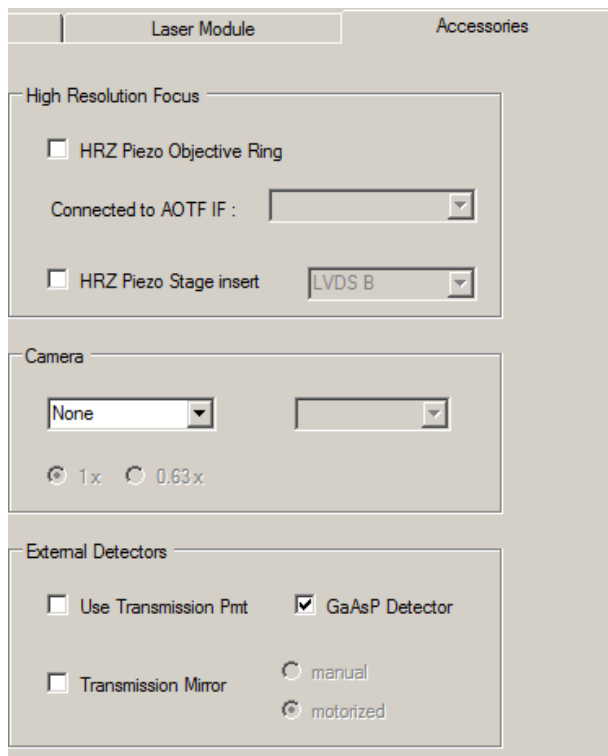 Laser Module Accessories
High Resolution Focus
HRZ Piezo Objective Ring
Connected to AOTF IF :
HRZ Piezo Stage insert LVDS B
Camera
None
1x 0.63x
External Detectors
Use Transmission Pmt GaAsP Detector
manual
Transmission Mirror
motorized